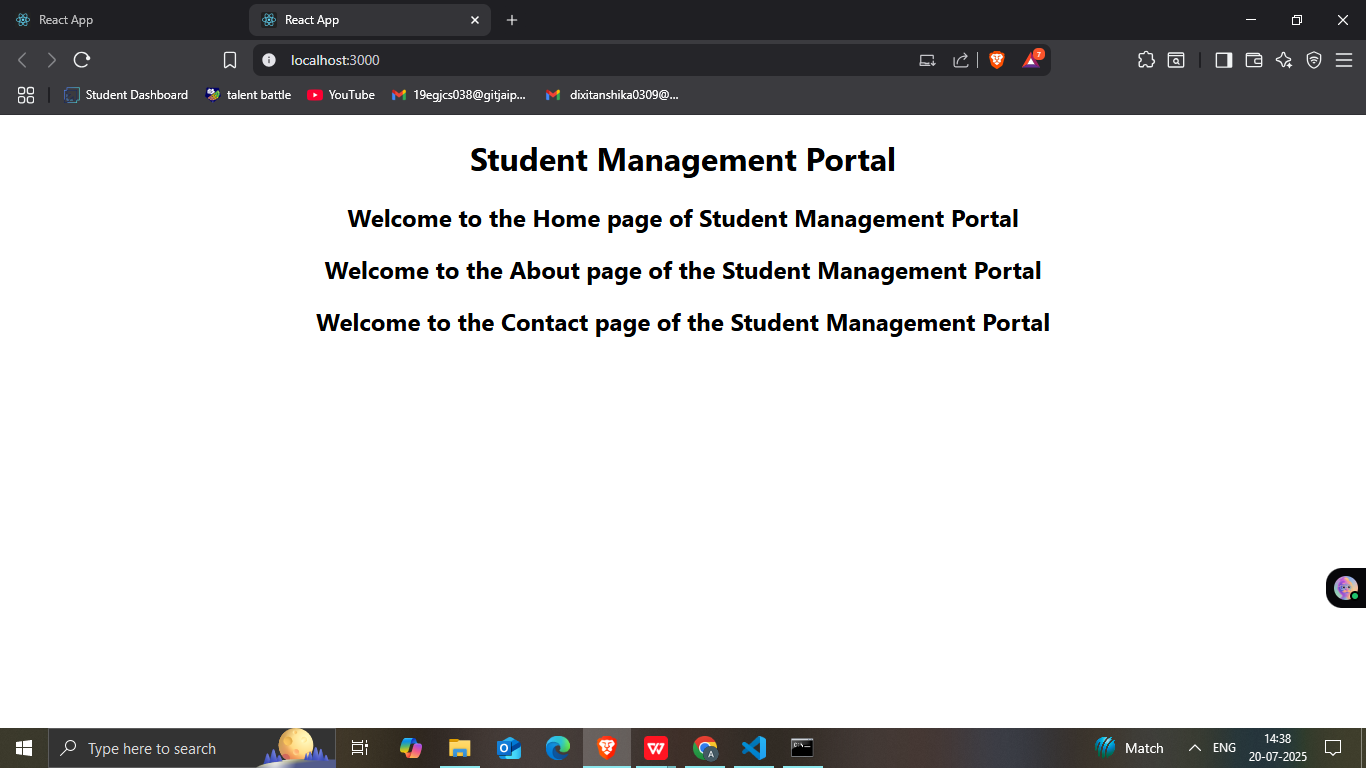 React App
React App
localhost:3000
7
Student Dashboard
talent battle
YouTube
19egjcs038@gitjaip...
dixitanshika0309@...
Student Management Portal
Welcome to the Home page of Student Management Portal
Welcome to the About page of the Student Management Portal
Welcome to the Contact page of the Student Management Portal
Type here to search
W
A
Match
ENG
14:38
20-07-2025